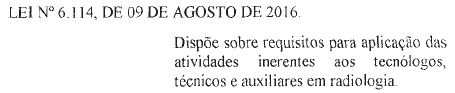 LEI Nº 6.114, DE 09 DE AGOSTO DE 2016.
Dispõe sobre requisitos para aplicação das
atividades inerentes aos tecnólogos,
técnicos e auxiliares em radiologia.